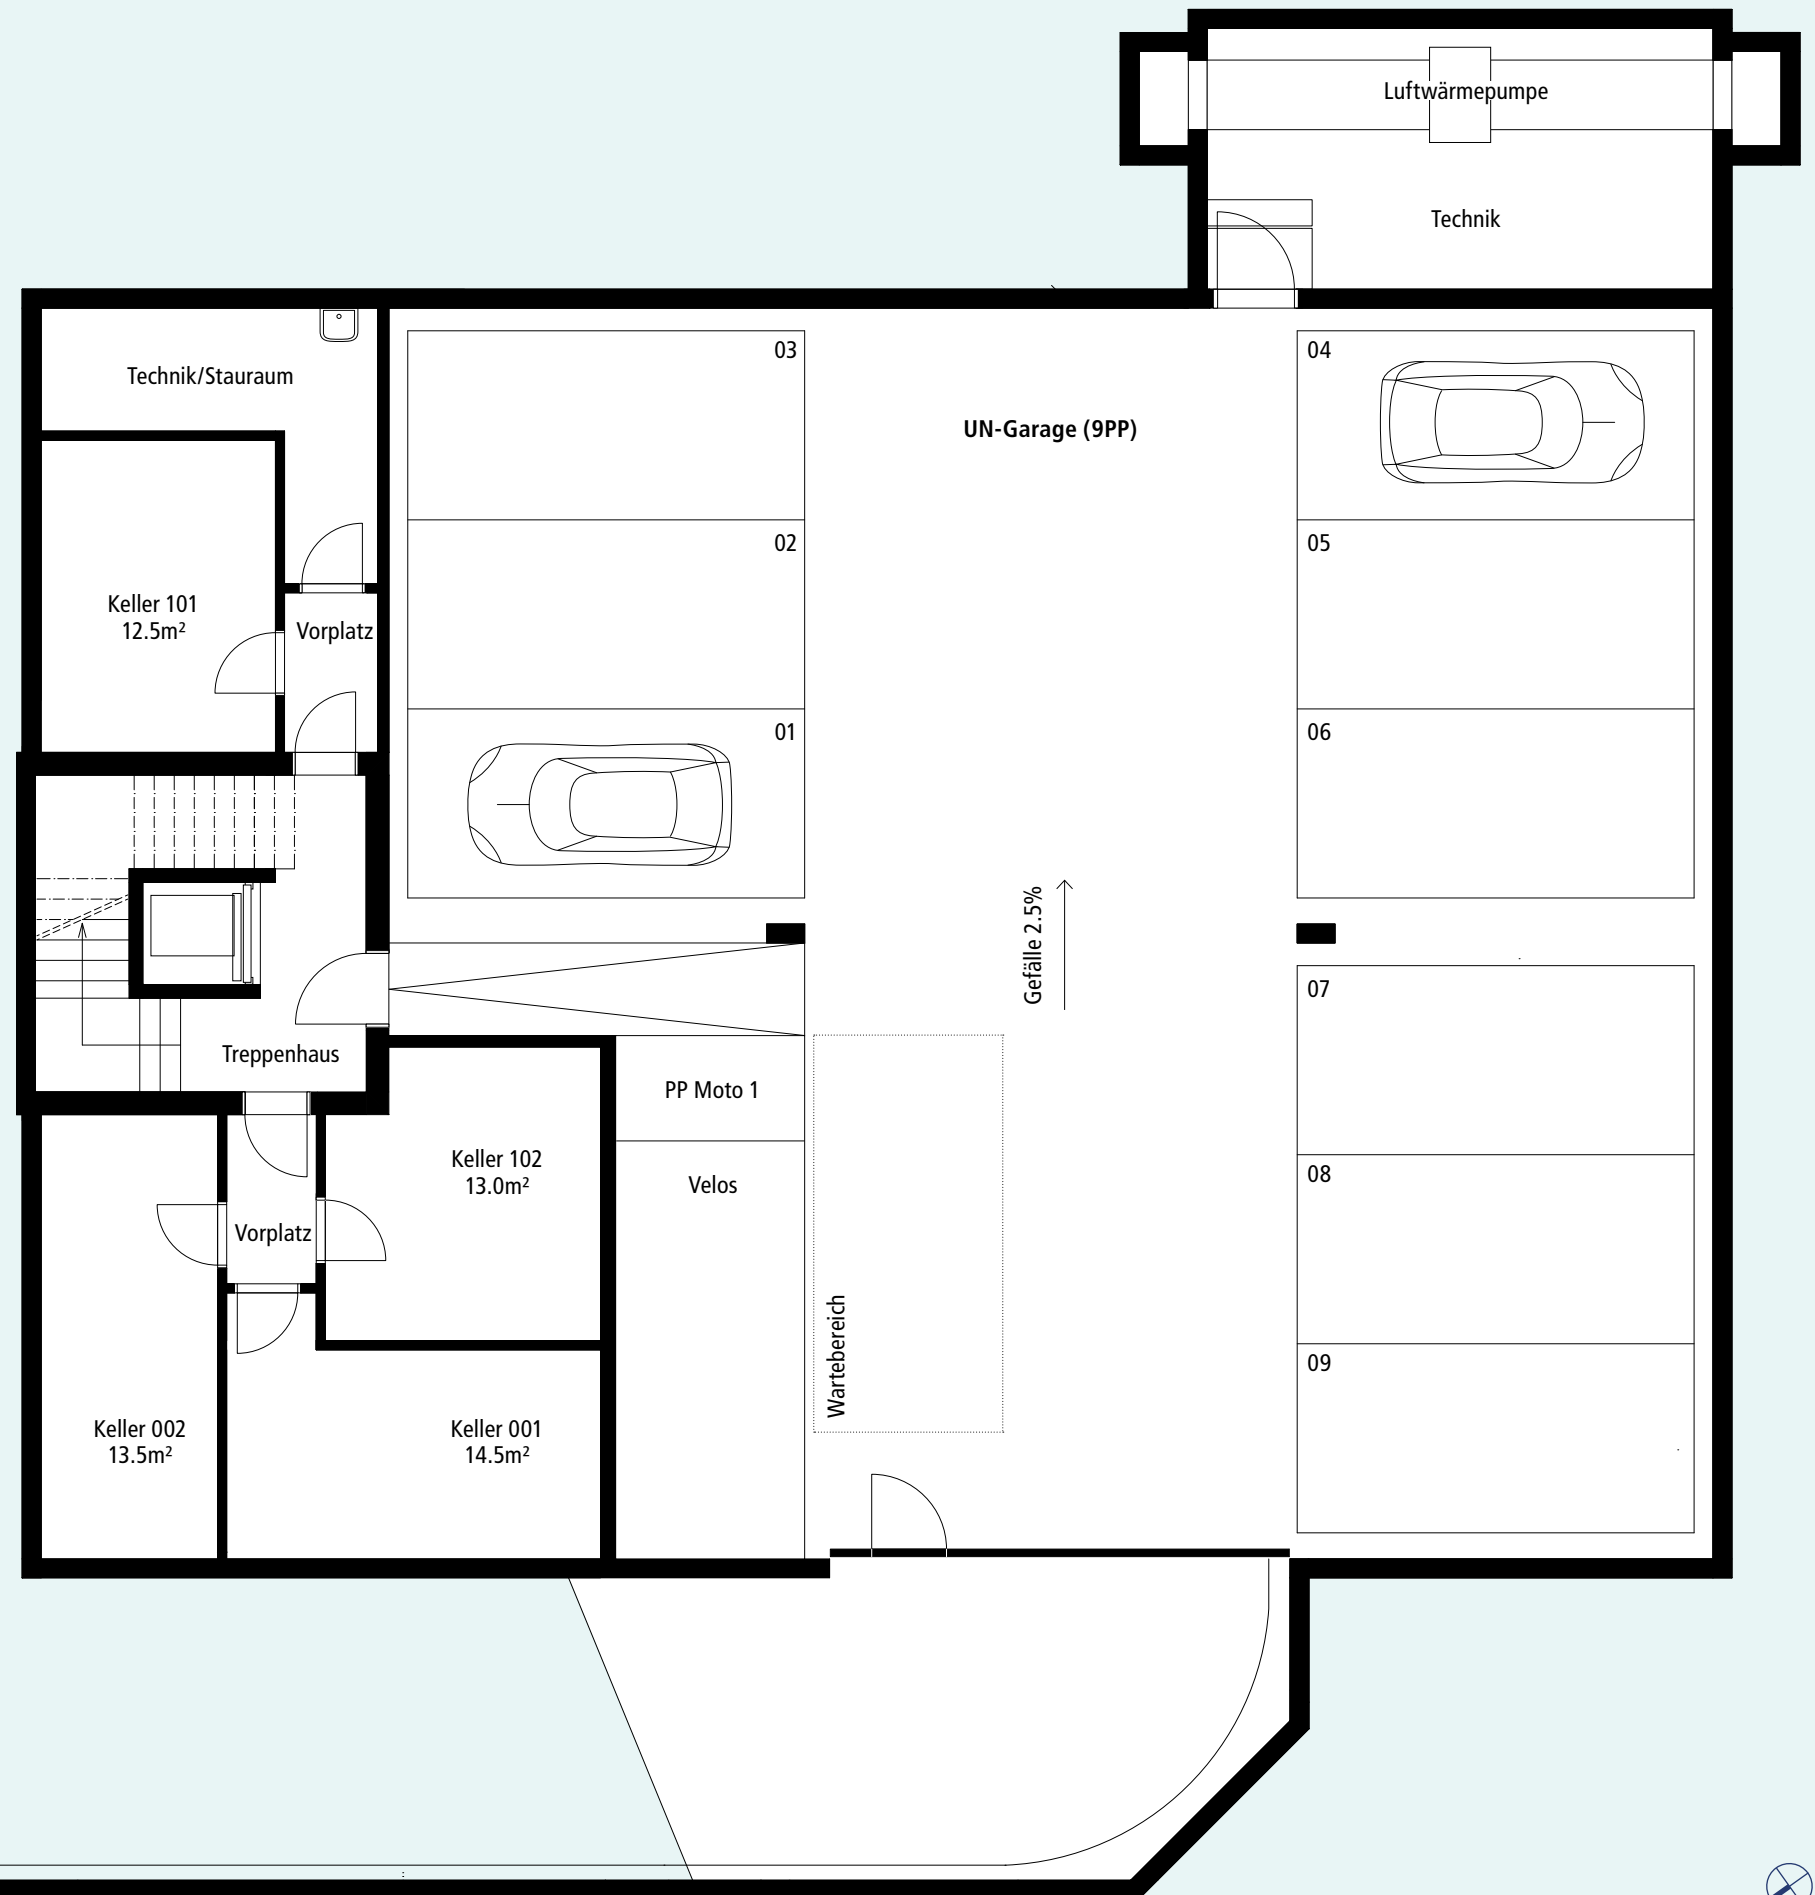 Luftwärmepumpe
Technik
03
04
Technik/Stauraum
UN-Garage (9PP)
02
05
Keller 101
12.5m²
Vorplatz
01
06
Gefälle 2.5%
07
Treppenhaus
PP Moto 1
Keller 102
13.0m²
Velos
08
Vorplatz
Wartebereich
09
Keller 002
13.5m²
Keller 001
14.5m²